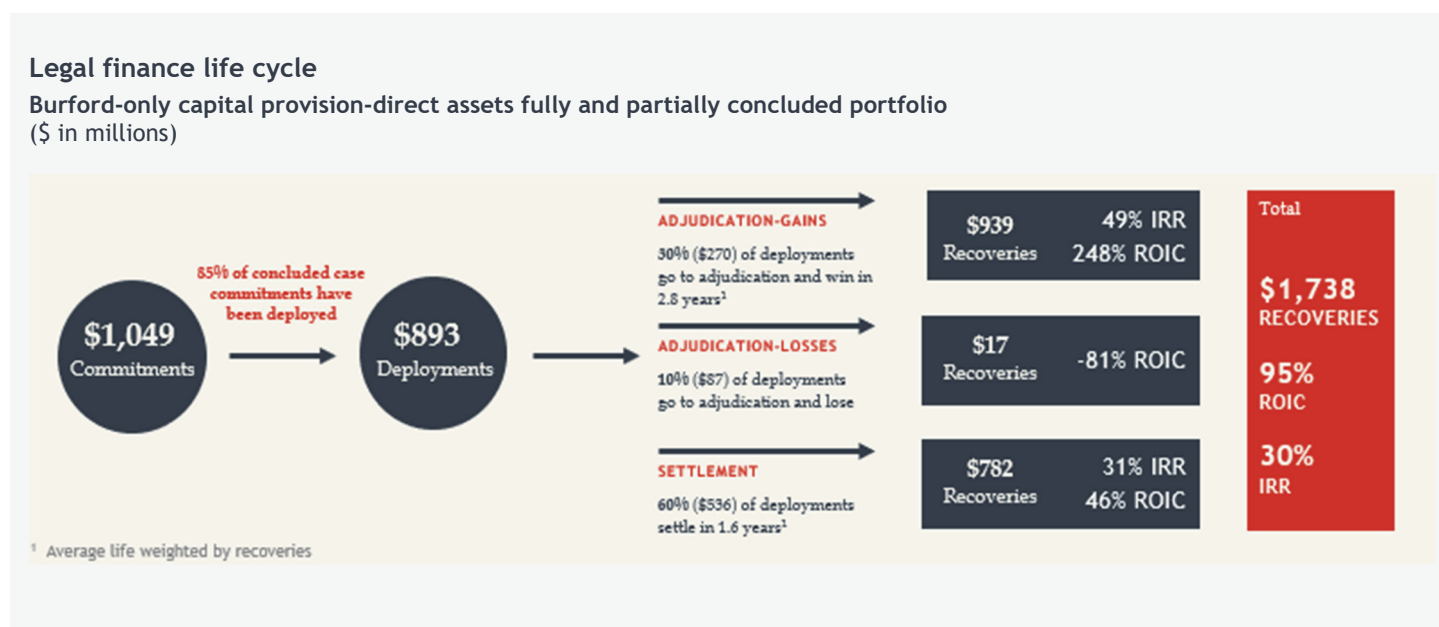 Legal finance life cycle
Burford-only capital provision-direct assets fully and partially concluded portfolio
($ in millions)
$1,049
Commitments
85% of concluded case
commitments have
been deployed
$893
Deployments
ADJUDICATION-GAINS
30% ($270) of deployments
go to adjudication and win in
2.8 years¹
$939
Recoveries
49% IRR
248% ROIC
ADJUDICATION-LOSSES
10% ($87) of deployments
go to adjudication and lose
$17
Recoveries
-81% ROIC
SETTLEMENT
60% ($536) of deployments
settle in 1.6 years¹
$782
Recoveries
31% IRR
46% ROIC
Total
$1,738
RECOVERIES
95%
ROIC
30%
IRR
¹ Average life weighted by recoveries